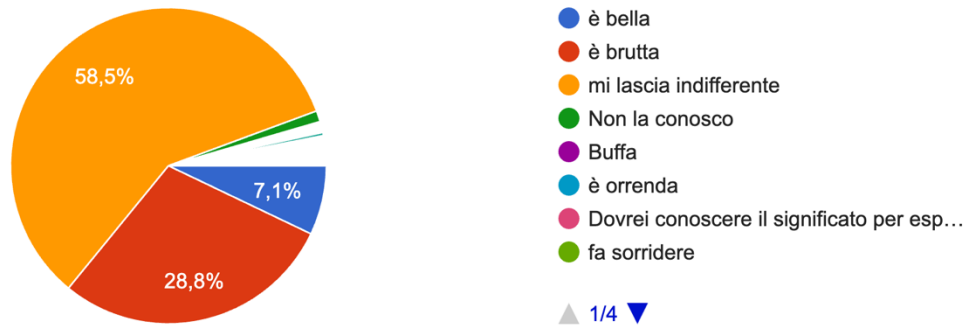 58,5%
7,1%
28,8%
è bella
è brutta
mi lascia indifferente
Non la conosco
Buffa
è orrenda
Dovrei conoscere il significato per esp…
fa sorridere
1/4